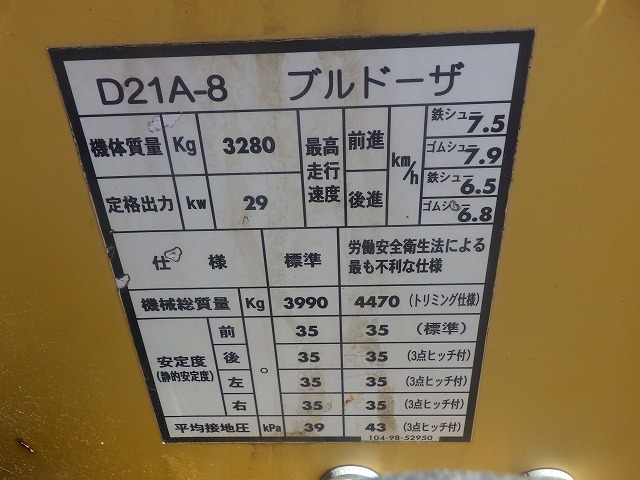 D21A-8 ブルドーザ
機体質量 Kg 3280 最高走行速度 前進 km/h 鉄シュー 7.5
ゴムシュー 7.9
定格出力 kw 29 後進 鉄シュー 6.5
ゴムシュー 6.8
仕様 標準 労働安全衛生法による
最も不利な仕様
機械総質量 Kg 3990 4470 (トリミング仕様)
安定度 (静的安定度) 前 ° 35 35 (標準)
後 35 35 (3点ヒッチ付)
左 35 35 (3点ヒッチ付)
右 35 35 (3点ヒッチ付)
平均接地圧 kPa 39 43 (3点ヒッチ付)
104-98-52950